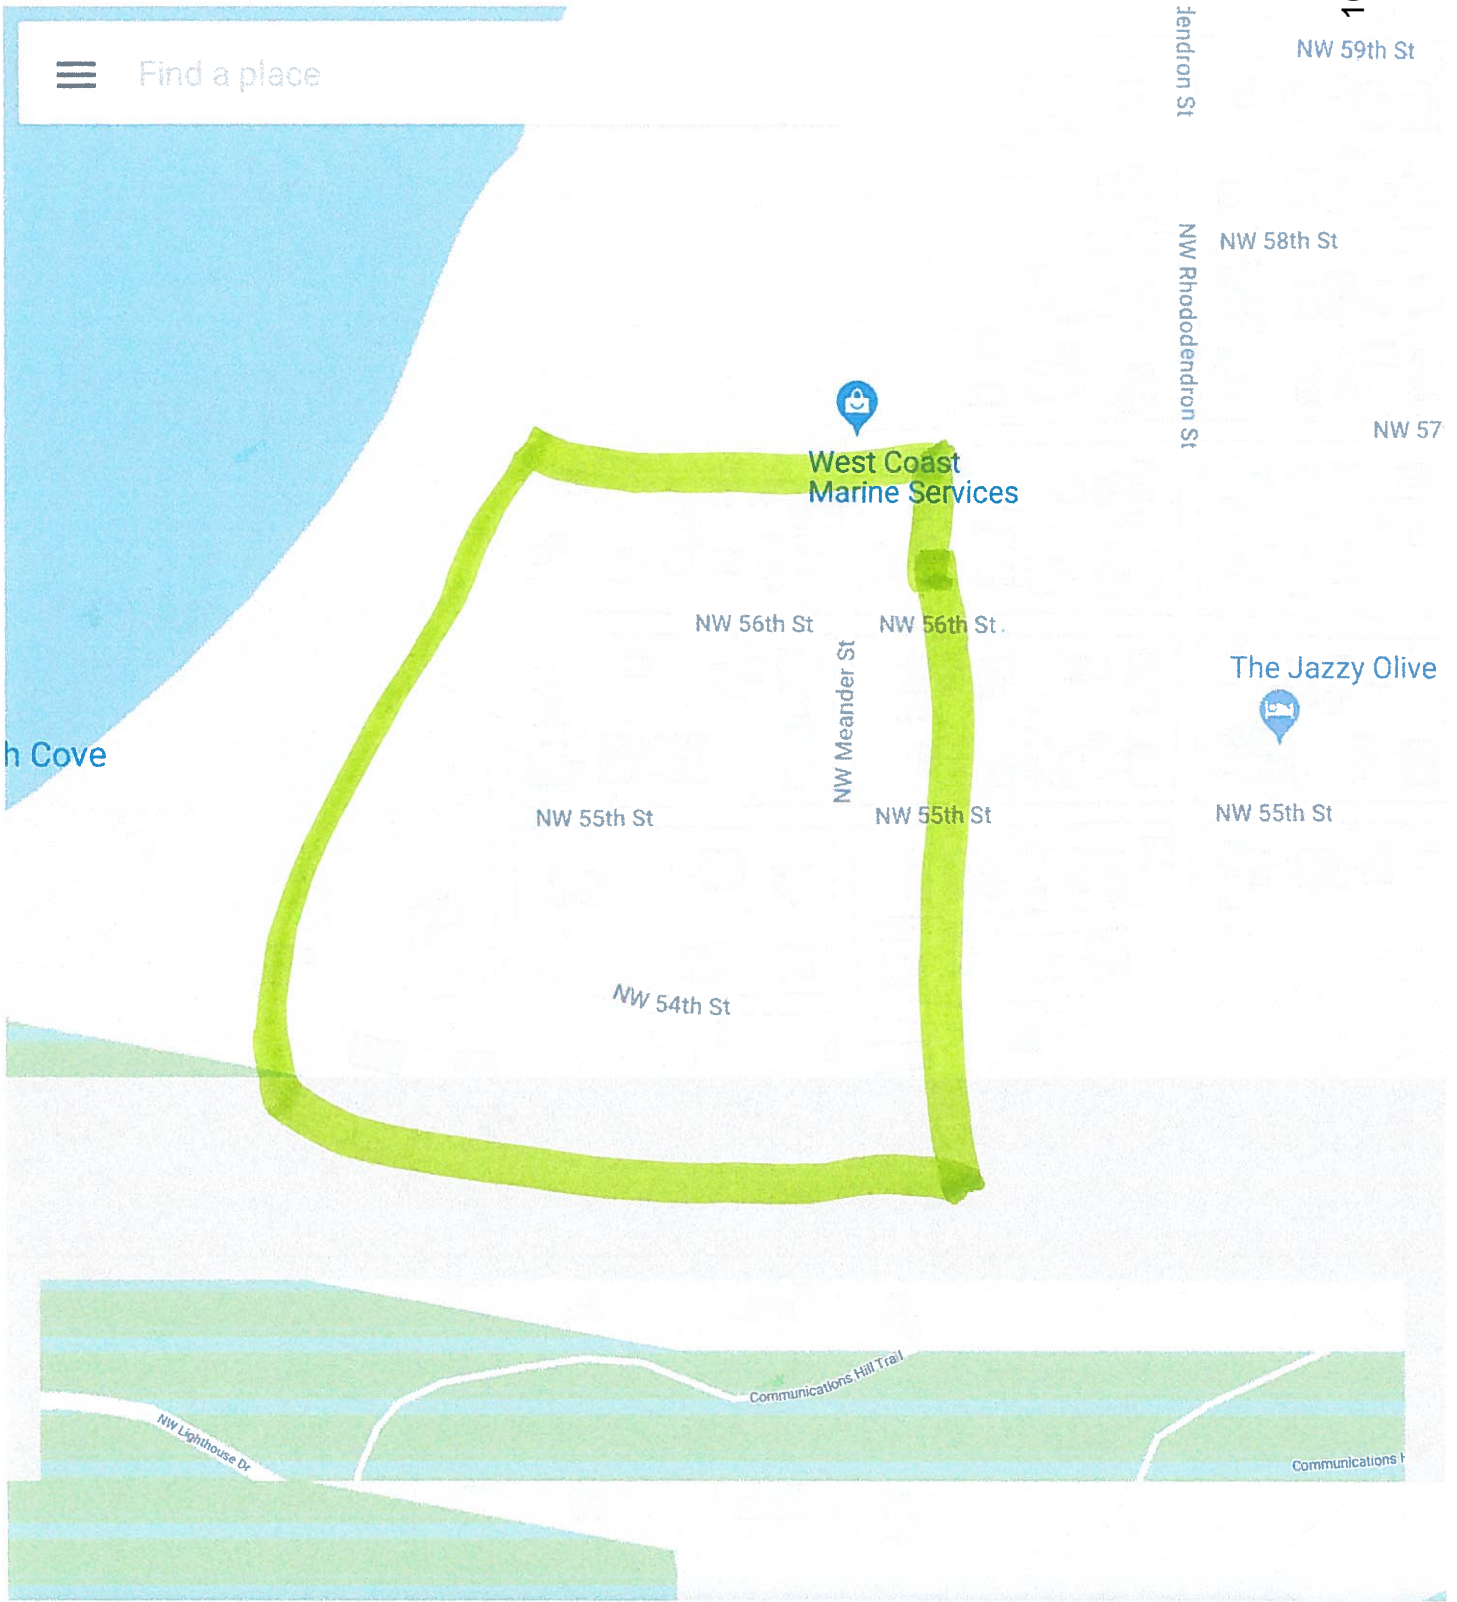 Find a place
dendron St
NW 59th St
NW Rhododendron St
NW 58th St
NW 57
West Coast
Marine Services
NW 56th St
NW 56th St.
NW Meander St
The Jazzy Olive
h Cove
NW 55th St
NW 55th St
NW 55th St
NW 54th St
Communications Hill Trail
NW Lighthouse Dr
Communications H